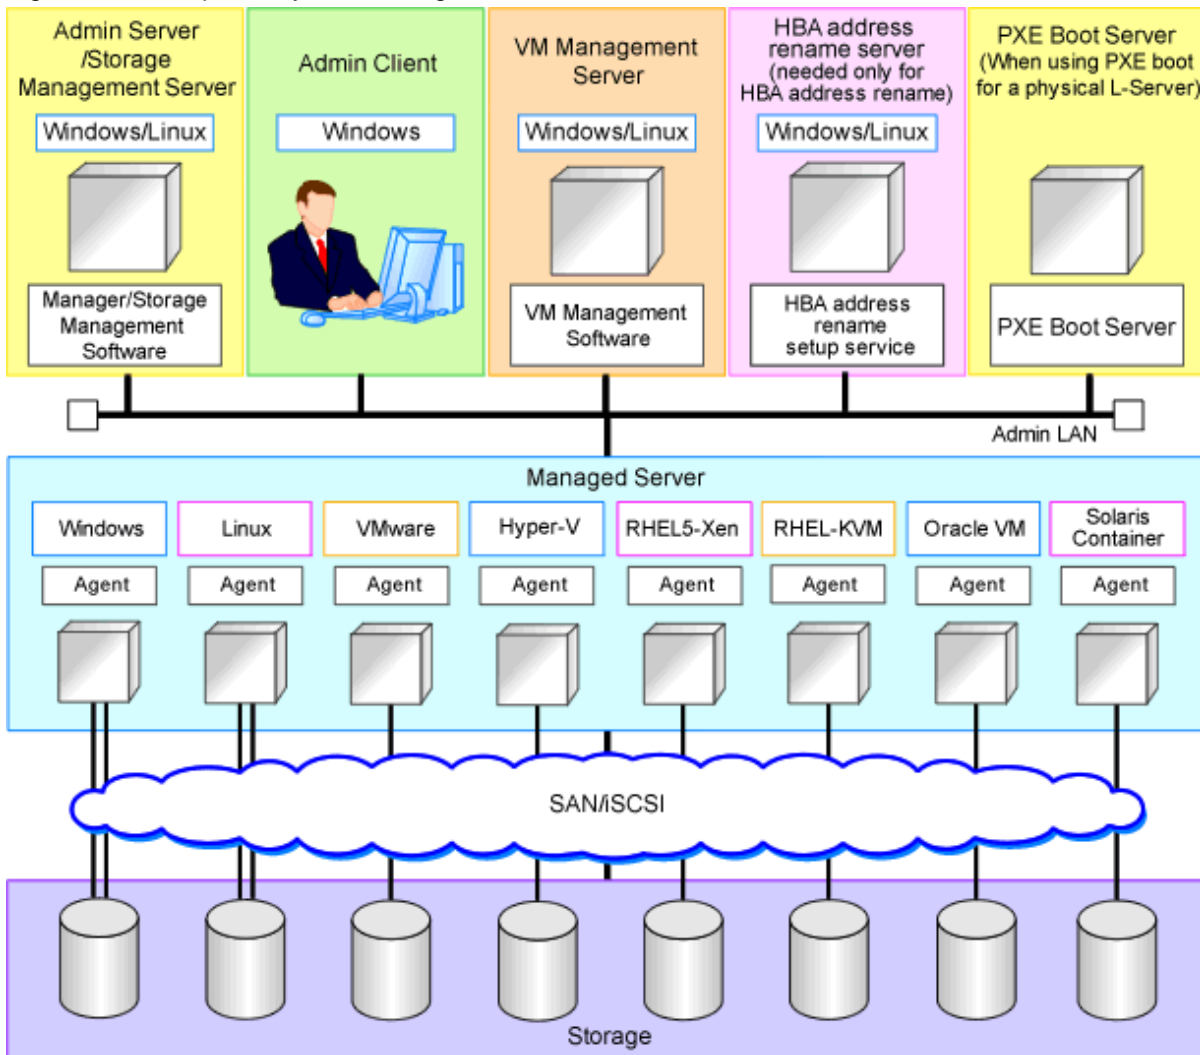 Admin Server
/Storage
Management Server
Windows/Linux
Manager/Storage
Management
Software
Admin Client
Windows
VM Management
Server
Windows/Linux
VM Management
Software
HBA address
rename server
(needed only for
HBA address rename)
Windows/Linux
HBA address
rename
setup service
PXE Boot Server
(When using PXE boot
for a physical L-Server)
PXE Boot Server
Admin LAN
Managed Server
Windows
Linux
VMware
Hyper-V
RHEL5-Xen
RHEL-KVM
Oracle VM
Solaris
Container
Agent
Agent
Agent
Agent
Agent
Agent
Agent
Agent
SAN/iSCSI
Storage